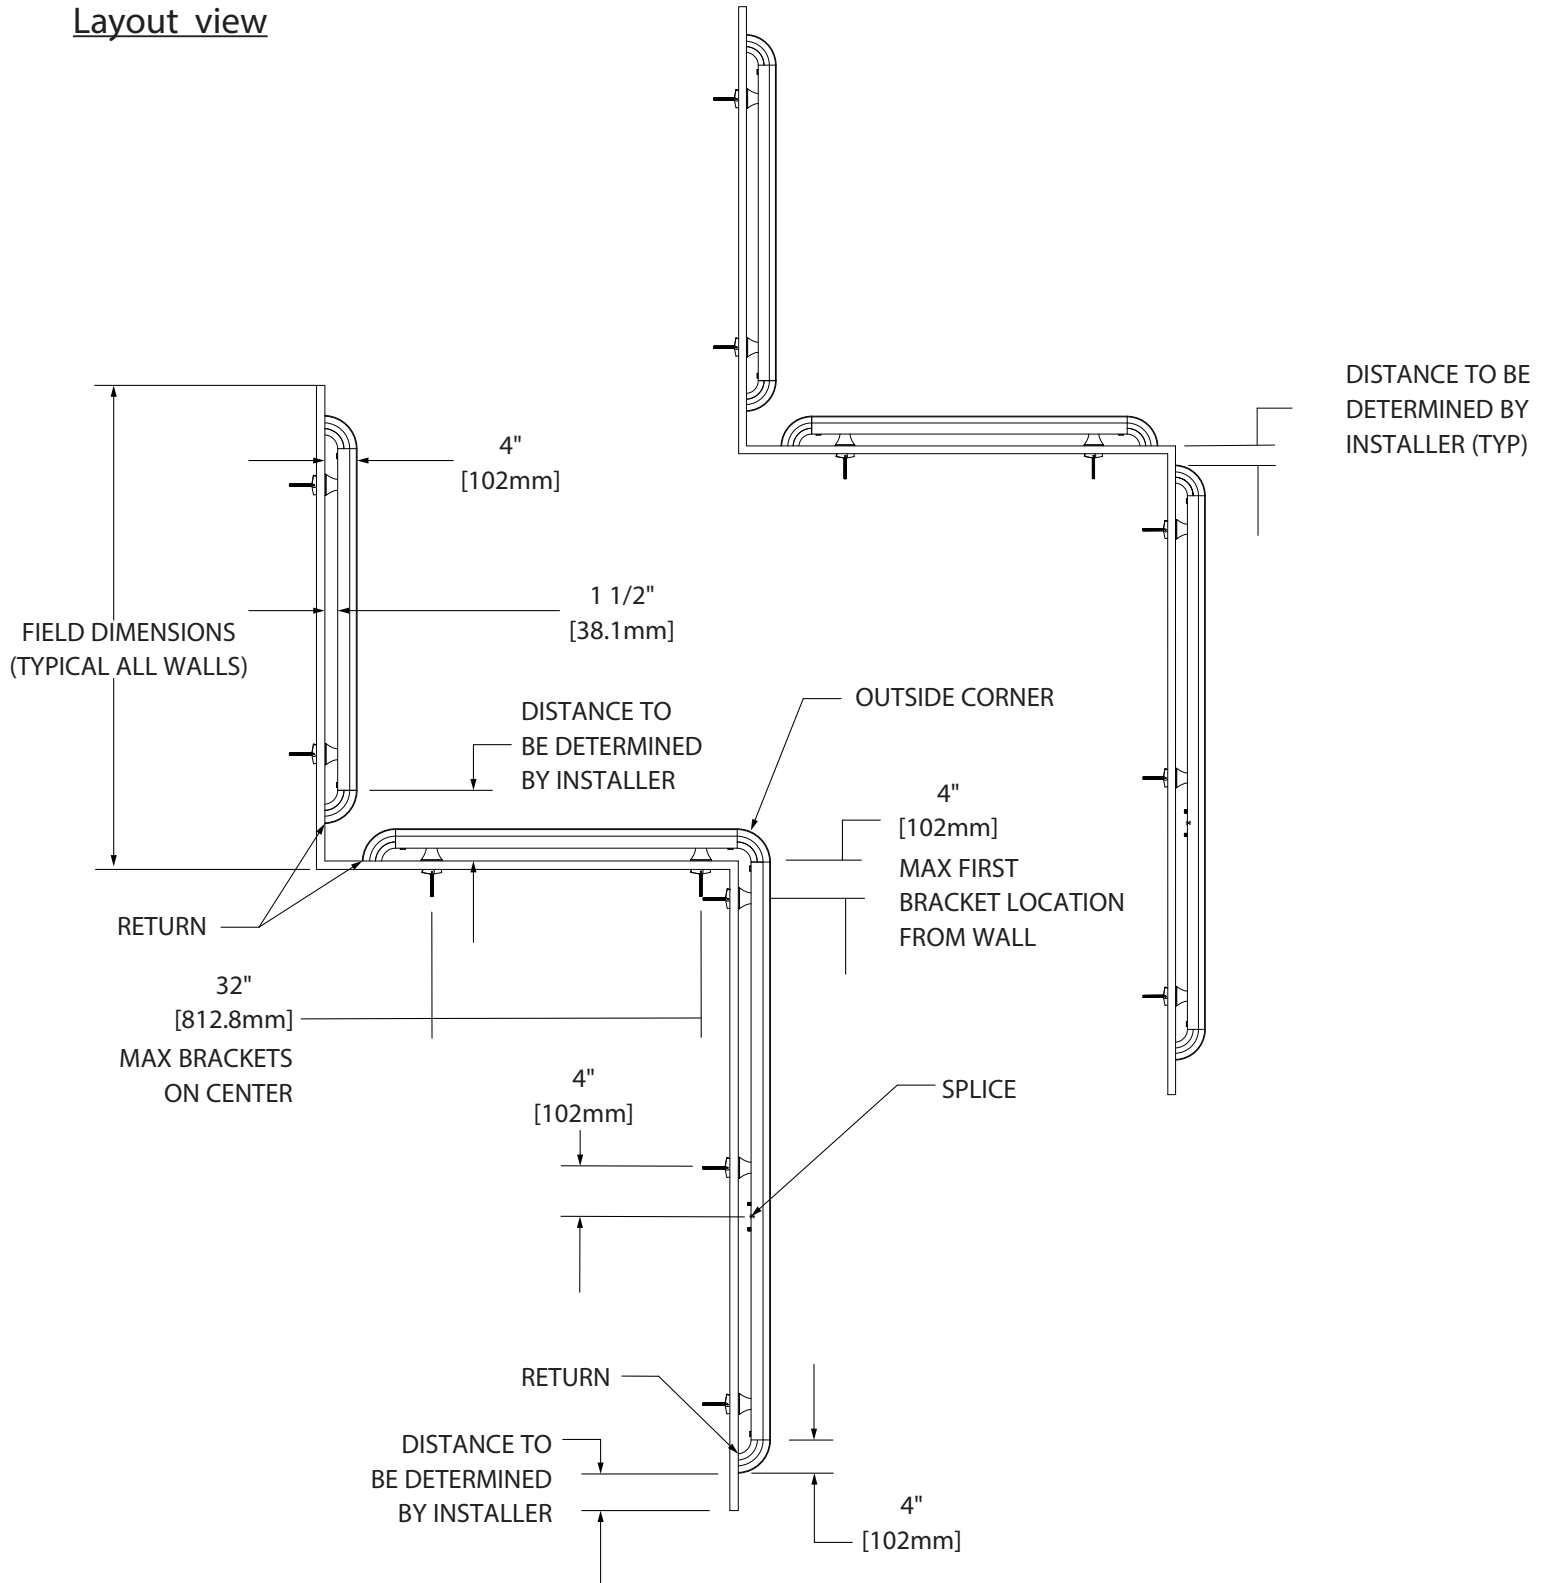 Layout view
DISTANCE TO BE
DETERMINED BY
INSTALLER (TYP)
4"
[102mm]
1 1/2"
[38.1mm]
FIELD DIMENSIONS
(TYPICAL ALL WALLS)
DISTANCE TO
BE DETERMINED
BY INSTALLER
OUTSIDE CORNER
4"
[102mm]
MAX FIRST
BRACKET LOCATION
FROM WALL
RETURN
32"
[812.8mm]
MAX BRACKETS
ON CENTER
4"
[102mm]
SPLICE
RETURN
DISTANCE TO
BE DETERMINED
BY INSTALLER
4"
[102mm]